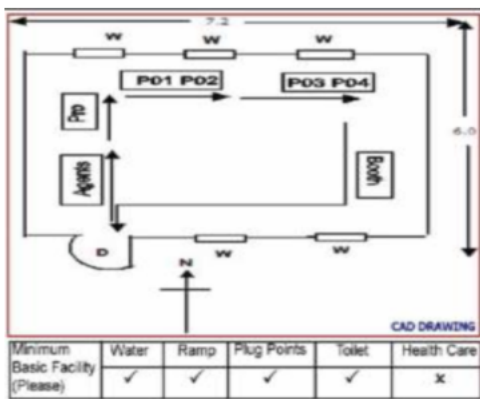 7.2
W W W
P01 P02
P03 P04
Pro
6.0
Agents
Booth
D
W W
N
CAD DRAWING
Minimum Basic Facility (Please) Water Ramp Plug Points Toilet Health Care
✓ ✓ ✓ ✓ x